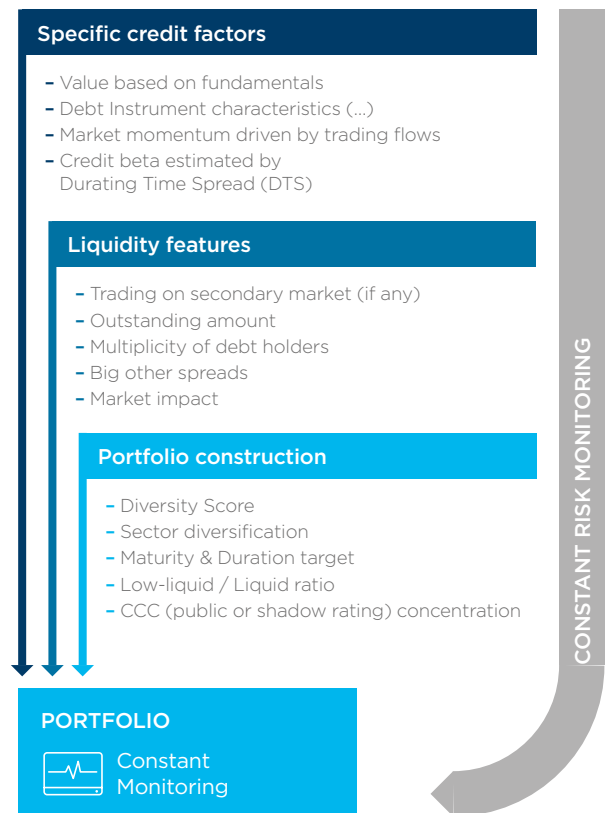 Specific credit factors
– Value based on fundamentals
– Debt Instrument characteristics (...)
– Market momentum driven by trading flows
– Credit beta estimated by
Durating Time Spread (DTS)
Liquidity features
– Trading on secondary market (if any)
– Outstanding amount
– Multiplicity of debt holders
– Big other spreads
– Market impact
Portfolio construction
– Diversity Score
– Sector diversification
– Maturity & Duration target
– Low-liquid / Liquid ratio
– CCC (public or shadow rating) concentration
CONSTANT RISK MONITORING
PORTFOLIO
Constant
Monitoring